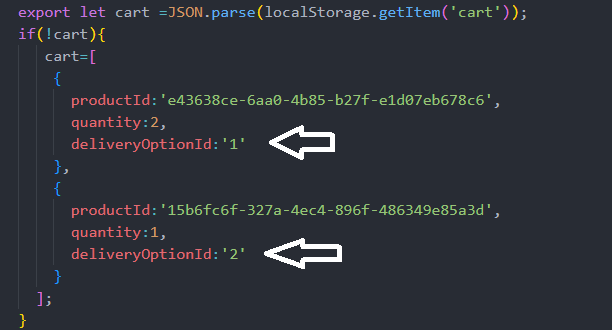 export let cart =JSON.parse(localStorage.getItem('cart'));
if(!cart){
cart=[
{
productId:'e43638ce-6aa0-4b85-b27f-e1d07eb678c6',
quantity:2,
deliveryOptionId:'1'
},
{
productId:'15b6fc6f-327a-4ec4-896f-486349e85a3d',
quantity:1,
deliveryOptionId:'2'
}
];
}